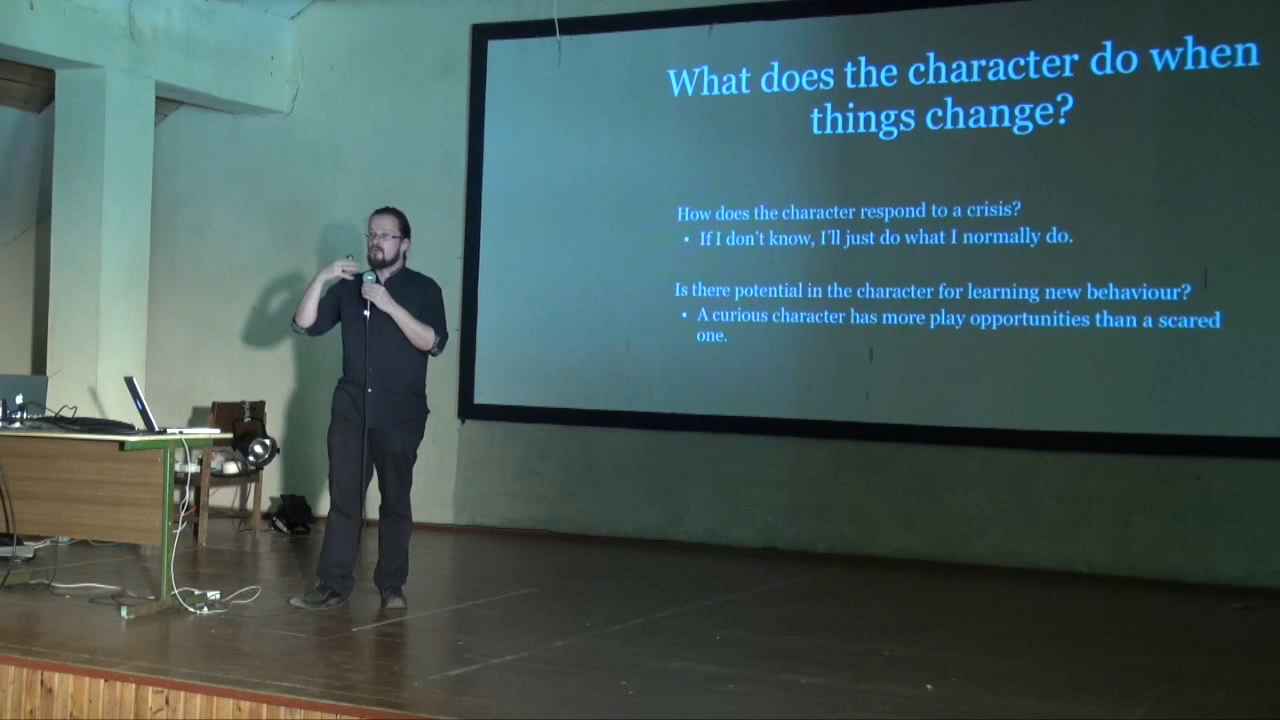 What does the character do when
things change?
How does the character respond to a crisis?
• If I don't know, I'll just do what I normally do.
Is there potential in the character for learning new behaviour?
• A curious character has more play opportunities than a scared
one.